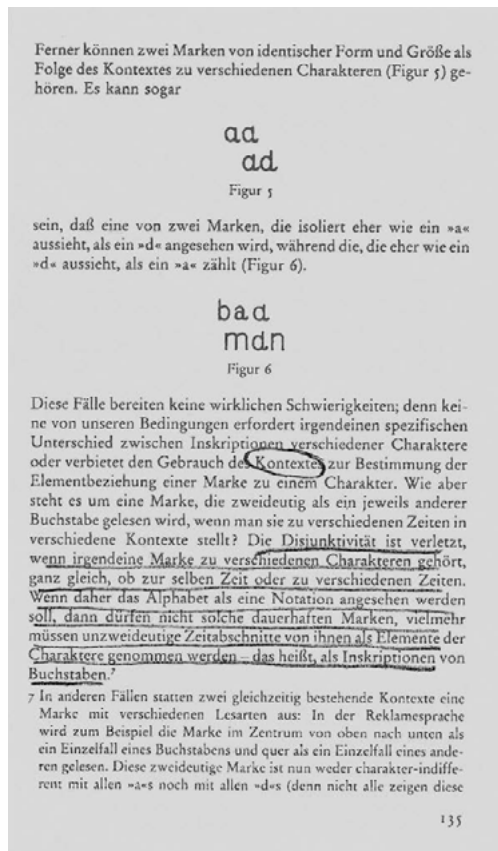 Ferner können zwei Marken von identischer Form und Größe als
Folge des Kontextes zu verschiedenen Charakteren (Figur 5) ge-
hören. Es kann sogar
aa
ad
Figur 5
sein, daß eine von zwei Marken, die isoliert eher wie ein »a«
aussieht, als ein »d« angesehen wird, während die, die eher wie ein
»d« aussieht, als ein »a« zählt (Figur 6).
bad
man
Figur 6
Diese Fälle bereiten keine wirklichen Schwierigkeiten; denn kei-
ne von unseren Bedingungen erfordert irgendeinen spezifischen
Unterschied zwischen Inskriptionen verschiedener Charaktere
oder verbietet den Gebrauch des Kontextes zur Bestimmung der
Elementbeziehung einer Marke zu einem Charakter. Wie aber
steht es um eine Marke, die zweideutig als ein jeweils anderer
Buchstabe gelesen wird, wenn man sie zu verschiedenen Zeiten in
verschiedene Kontexte stellt? Die Disjunktivität ist verletzt,
wenn irgendeine Marke zu verschiedenen Charakteren gehört,
ganz gleich, ob zur selben Zeit oder zu verschiedenen Zeiten.
Wenn daher das Alphabet als eine Notation angesehen werden
soll, dann dürfen nicht solche dauerhaften Marken, vielmehr
müssen unzweideutige Zeitabschnitte von ihnen als Elemente der
Charaktere genommen werden – das heißt, als Inskriptionen von
Buchstaben.⁷
7 In anderen Fällen statten zwei gleichzeitig bestehende Kontexte eine
Marke mit verschiedenen Lesarten aus: In der Reklamesprache
wird zum Beispiel die Marke im Zentrum von oben nach unten als
ein Einzelfall eines Buchstabens und quer als ein Einzelfall eines ande-
ren gelesen. Diese zweideutige Marke ist nun weder charakter-indiffe-
rent mit allen »a«s noch mit allen »d«s (denn nicht alle zeigen diese
135